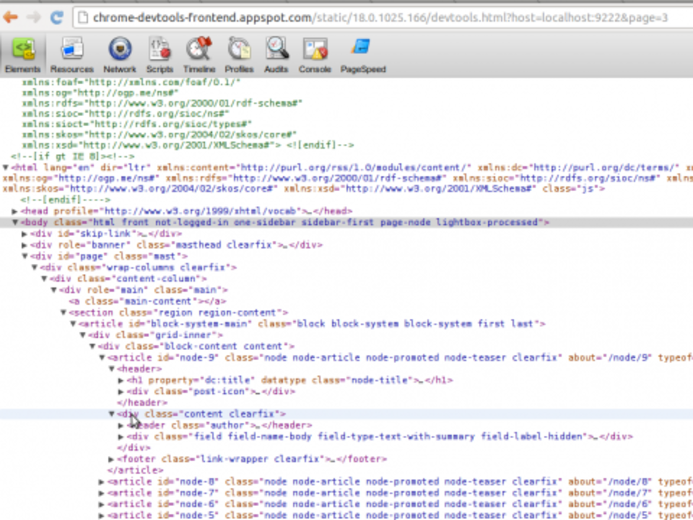 chrome-devtools-frontend.appspot.com/static/18.0.1025.166/devtools.html?host=localhost:9222&page=3
Elements Resources Network Scripts Timeline Profiles Audits Console PageSpeed
xmlns:foaf="http://xmlns.com/foaf/0.1/"
xmlns:og="http://ogp.me/ns#"
xmlns:rdfs="http://www.w3.org/2000/01/rdf-schema#"
xmlns:sioc="http://rdfs.org/sioc/ns#"
xmlns:sioct="http://rdfs.org/sioc/types#"
xmlns:skos="http://www.w3.org/2004/02/skos/core#"
xmlns:xsd="http://www.w3.org/2001/XMLSchema#"> <![endif]-->
<!--[if gt IE 8]><!-->
<html lang="en" dir="ltr" xmlns:content="http://purl.org/rss/1.0/modules/content/" xmlns:dc="http://purl.org/dc/terms/"
xmlns:og="http://ogp.me/ns#" xmlns:rdfs="http://www.w3.org/2000/01/rdf-schema#" xmlns:sioc="http://rdfs.org/sioc/ns#" xmlns
xmlns:skos="http://www.w3.org/2004/02/skos/core#" xmlns:xsd="http://www.w3.org/2001/XMLSchema#" class="js">
<!--[endif]---->
<head profile="http://www.w3.org/1999/xhtml/vocab">…</head>
<body class="html front not-logged-in one-sidebar sidebar-first page-node lightbox-processed">
<div id="skip-link">…</div>
<div role="banner" class="masthead clearfix">…</div>
<div id="page" class="mast">
<div class="wrap-columns clearfix">
<div class="content-column">
<div role="main" class="main">
<a class="main-content"></a>
<section class="region region-content">
<article id="block-system-main" class="block block-system block-system first last">
<div class="grid-inner">
<div class="block-content content">
<article id="node-9" class="node node-article node-promoted node-teaser clearfix" about="/node/9" typeof
<header>
<h1 property="dc:title" datatype class="node-title">…</h1>
<div class="post-icon">…</div>
</header>
<div class="content clearfix">
<header class="author">…</header>
<div class="field field-name-body field-type-text-with-summary field-label-hidden">…</div>
</div>
<footer class="link-wrapper clearfix">…</footer>
</article>
<article id="node-8" class="node node-article node-promoted node-teaser clearfix" about="/node/8" typeof
<article id="node-7" class="node node-article node-promoted node-teaser clearfix" about="/node/7" typeof
<article id="node-6" class="node node-article node-promoted node-teaser clearfix" about="/node/6" typeof
<article id="node-5" class="node node-article node-promoted node-teaser clearfix" about="/node/5" typeof